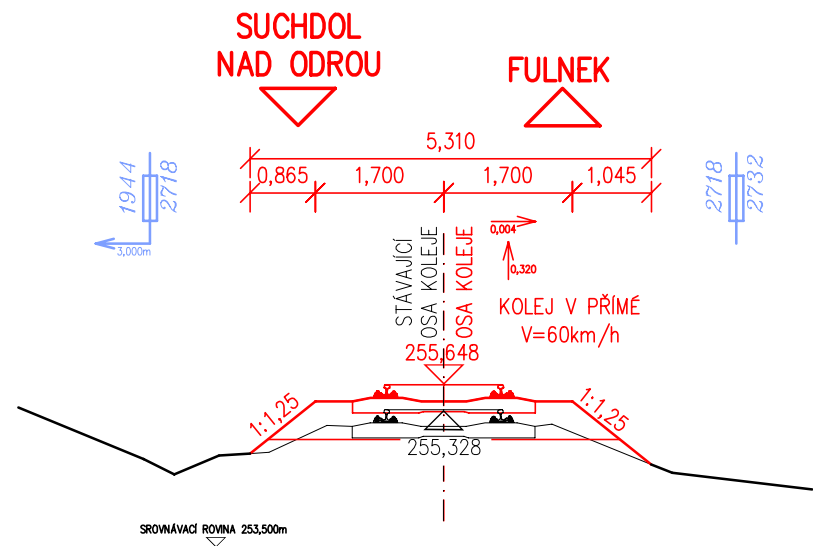 SUCHDOL
NAD ODROU
FULNEK
5,310
0,865
1,700
1,700
1,045
1944
2718
3,000m
2718
2732
STÁVAJÍCÍ
OSA KOLEJE
OSA KOLEJE
0,004
0,320
KOLEJ V PŘÍMÉ
V=60km/h
255,648
1:1,25
1:1,25
255,328
SROVNÁVACÍ ROVINA 253,500m